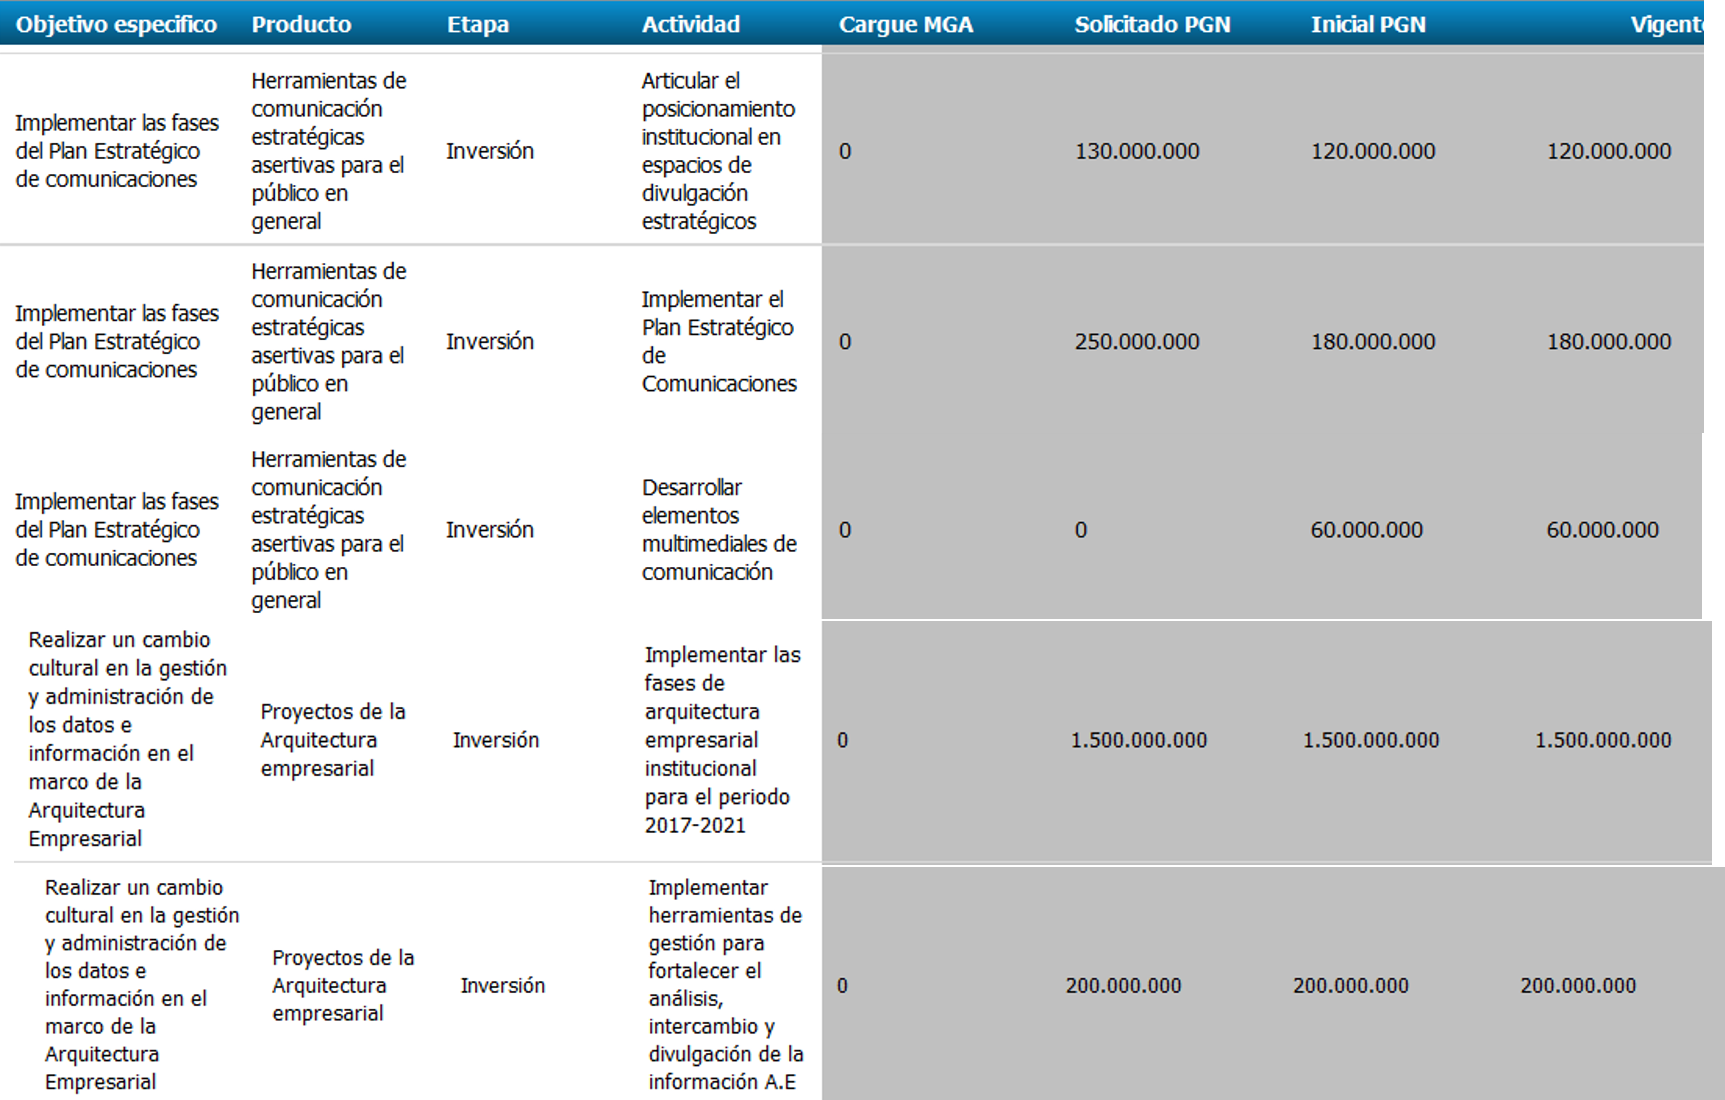 Objetivo especifico Producto Etapa Actividad Cargue MGA Solicitado PGN Inicial PGN Vigente
Implementar las fases
del Plan Estratégico
de comunicaciones
Herramientas de
comunicación
estratégicas
asertivas para el
público en
general
Inversión
Articular el
posicionamiento
institucional en
espacios de
divulgación
estratégicos
0 130.000.000 120.000.000 120.000.000
Implementar las fases
del Plan Estratégico
de comunicaciones
Herramientas de
comunicación
estratégicas
asertivas para el
público en
general
Inversión
Implementar el
Plan Estratégico
de
Comunicaciones
0 250.000.000 180.000.000 180.000.000
Implementar las fases
del Plan Estratégico
de comunicaciones
Herramientas de
comunicación
estratégicas
asertivas para el
público en
general
Inversión
Desarrollar
elementos
multimediales de
comunicación
0 0 60.000.000 60.000.000
Realizar un cambio
cultural en la gestión
y administración de
los datos e
información en el
marco de la
Arquitectura
Empresarial
Proyectos de la
Arquitectura
empresarial
Inversión
Implementar las
fases de
arquitectura
empresarial
institucional
para el periodo
2017-2021
0 1.500.000.000 1.500.000.000 1.500.000.000
Realizar un cambio
cultural en la gestión
y administración de
los datos e
información en el
marco de la
Arquitectura
Empresarial
Proyectos de la
Arquitectura
empresarial
Inversión
Implementar
herramientas de
gestión para
fortalecer el
análisis,
intercambio y
divulgación de la
información A.E
0 200.000.000 200.000.000 200.000.000